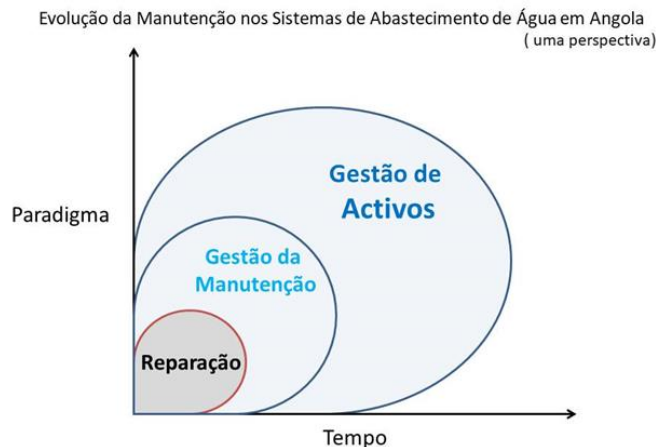 Evolução da Manutenção nos Sistemas de Abastecimento de Água em Angola
( uma perspectiva)
Gestão de
Activos
Paradigma
Gestão da
Manutenção
Reparação
Tempo